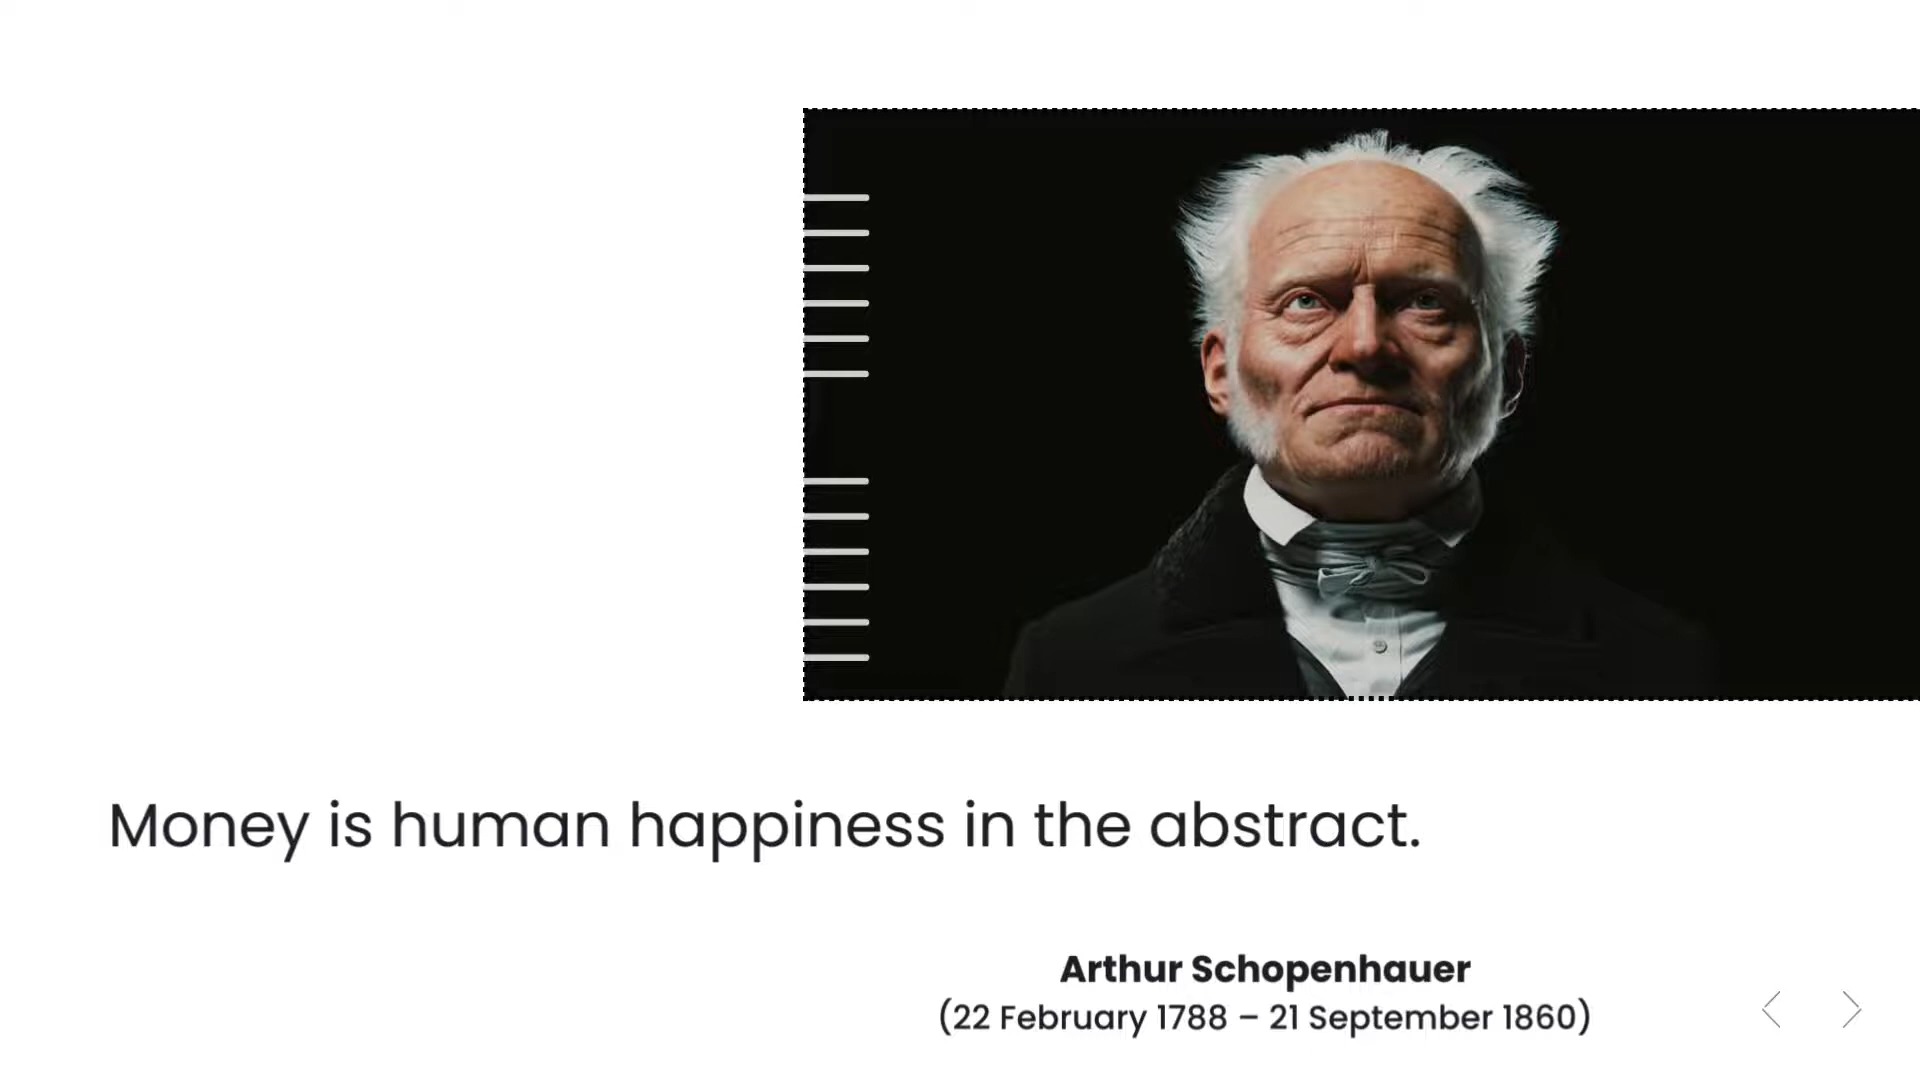 Money is human happiness in the abstract.
Arthur Schopenhauer
(22 February 1788 – 21 September 1860)